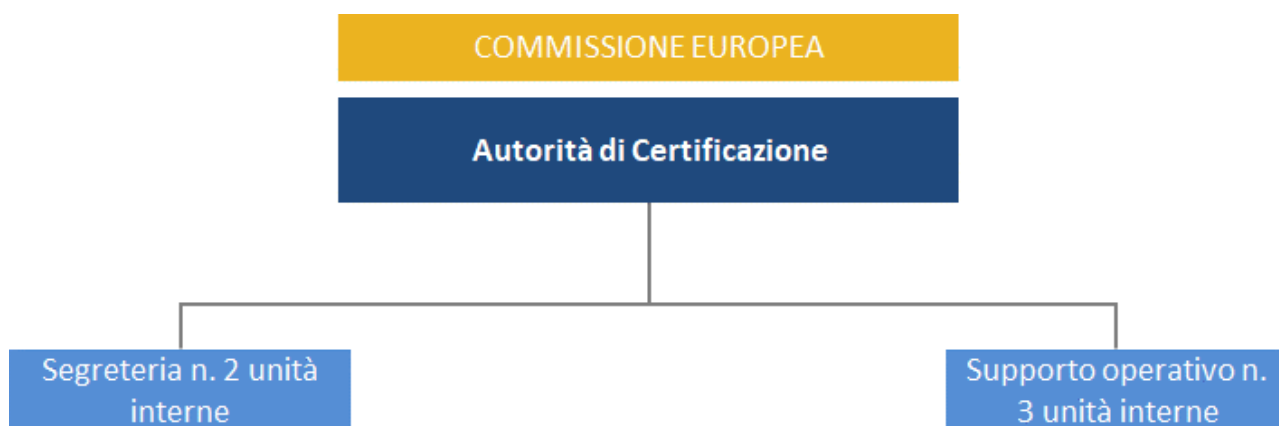 COMMISSIONE EUROPEA
Autorità di Certificazione
Segreteria n. 2 unità
interne
Supporto operativo n.
3 unità interne